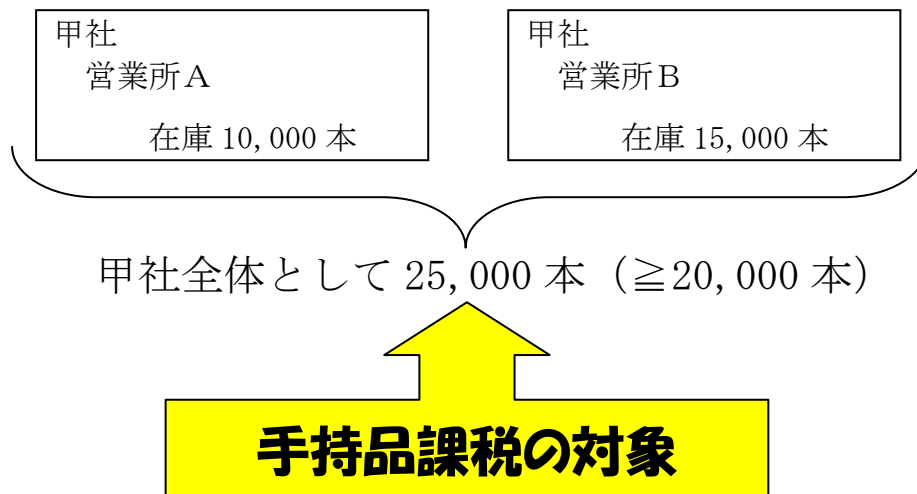 甲社
営業所A
在庫 10,000 本
甲社
営業所B
在庫 15,000 本
甲社全体として 25,000 本（≧20,000 本）
手持品課税の対象